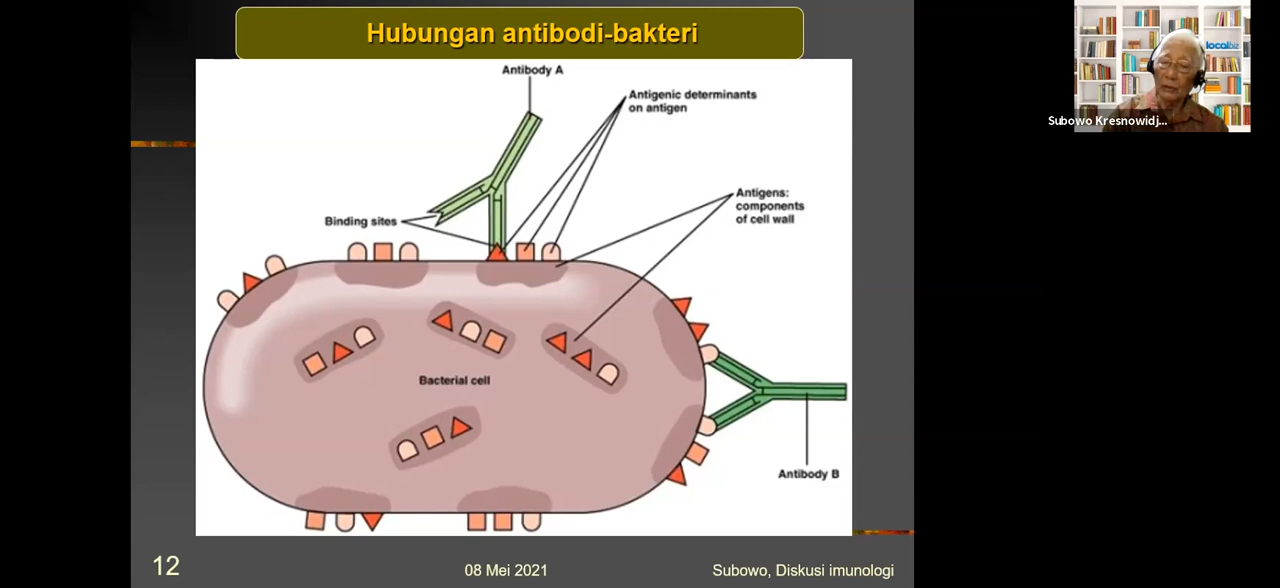 Hubungan antibodi-bakteri
Antibody A
Antigenic determinants
on antigen
Antigens:
components
of cell wall
Binding sites
Bacterial cell
Antibody B
12
08 Mei 2021
Subowo, Diskusi imunologi
localbiz
Subowo Kresnowidj...